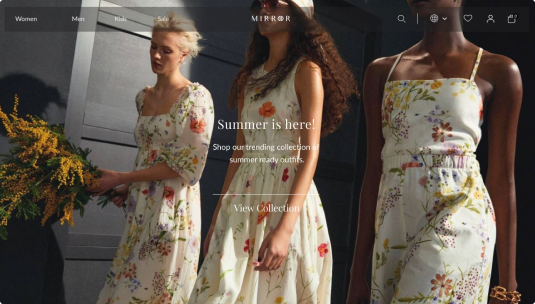 Women Men Kids Sale MIRROR
Summer is here!
Shop our trending collection of
summer ready outfits.
View Collection